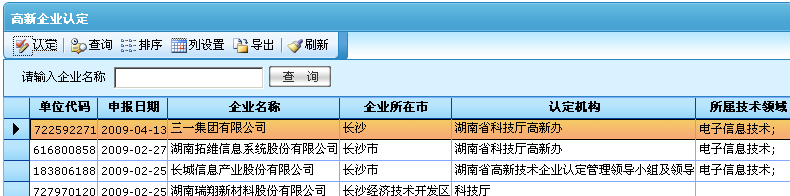 高新企业认定
认定 查询 排序 列设置 导出 刷新
请输入企业名称 查 询
单位代码 申报日期 企业名称 企业所在市 认定机构 所属技术领域
722592271 2009-04-13 三一集团有限公司 长沙 湖南省科技厅高新办 电子信息技术;
616800858 2009-02-27 湖南拓维信息系统股份有限公司 长沙市 湖南省科技厅高新办 电子信息技术;
183806188 2009-02-25 长城信息产业股份有限公司 长沙市 湖南省高新技术企业认定管理领导小组及领导 电子信息技术;
727970120 2009-02-25 湖南瑞翔新材料股份有限公司 长沙经济技术开发区 科技厅